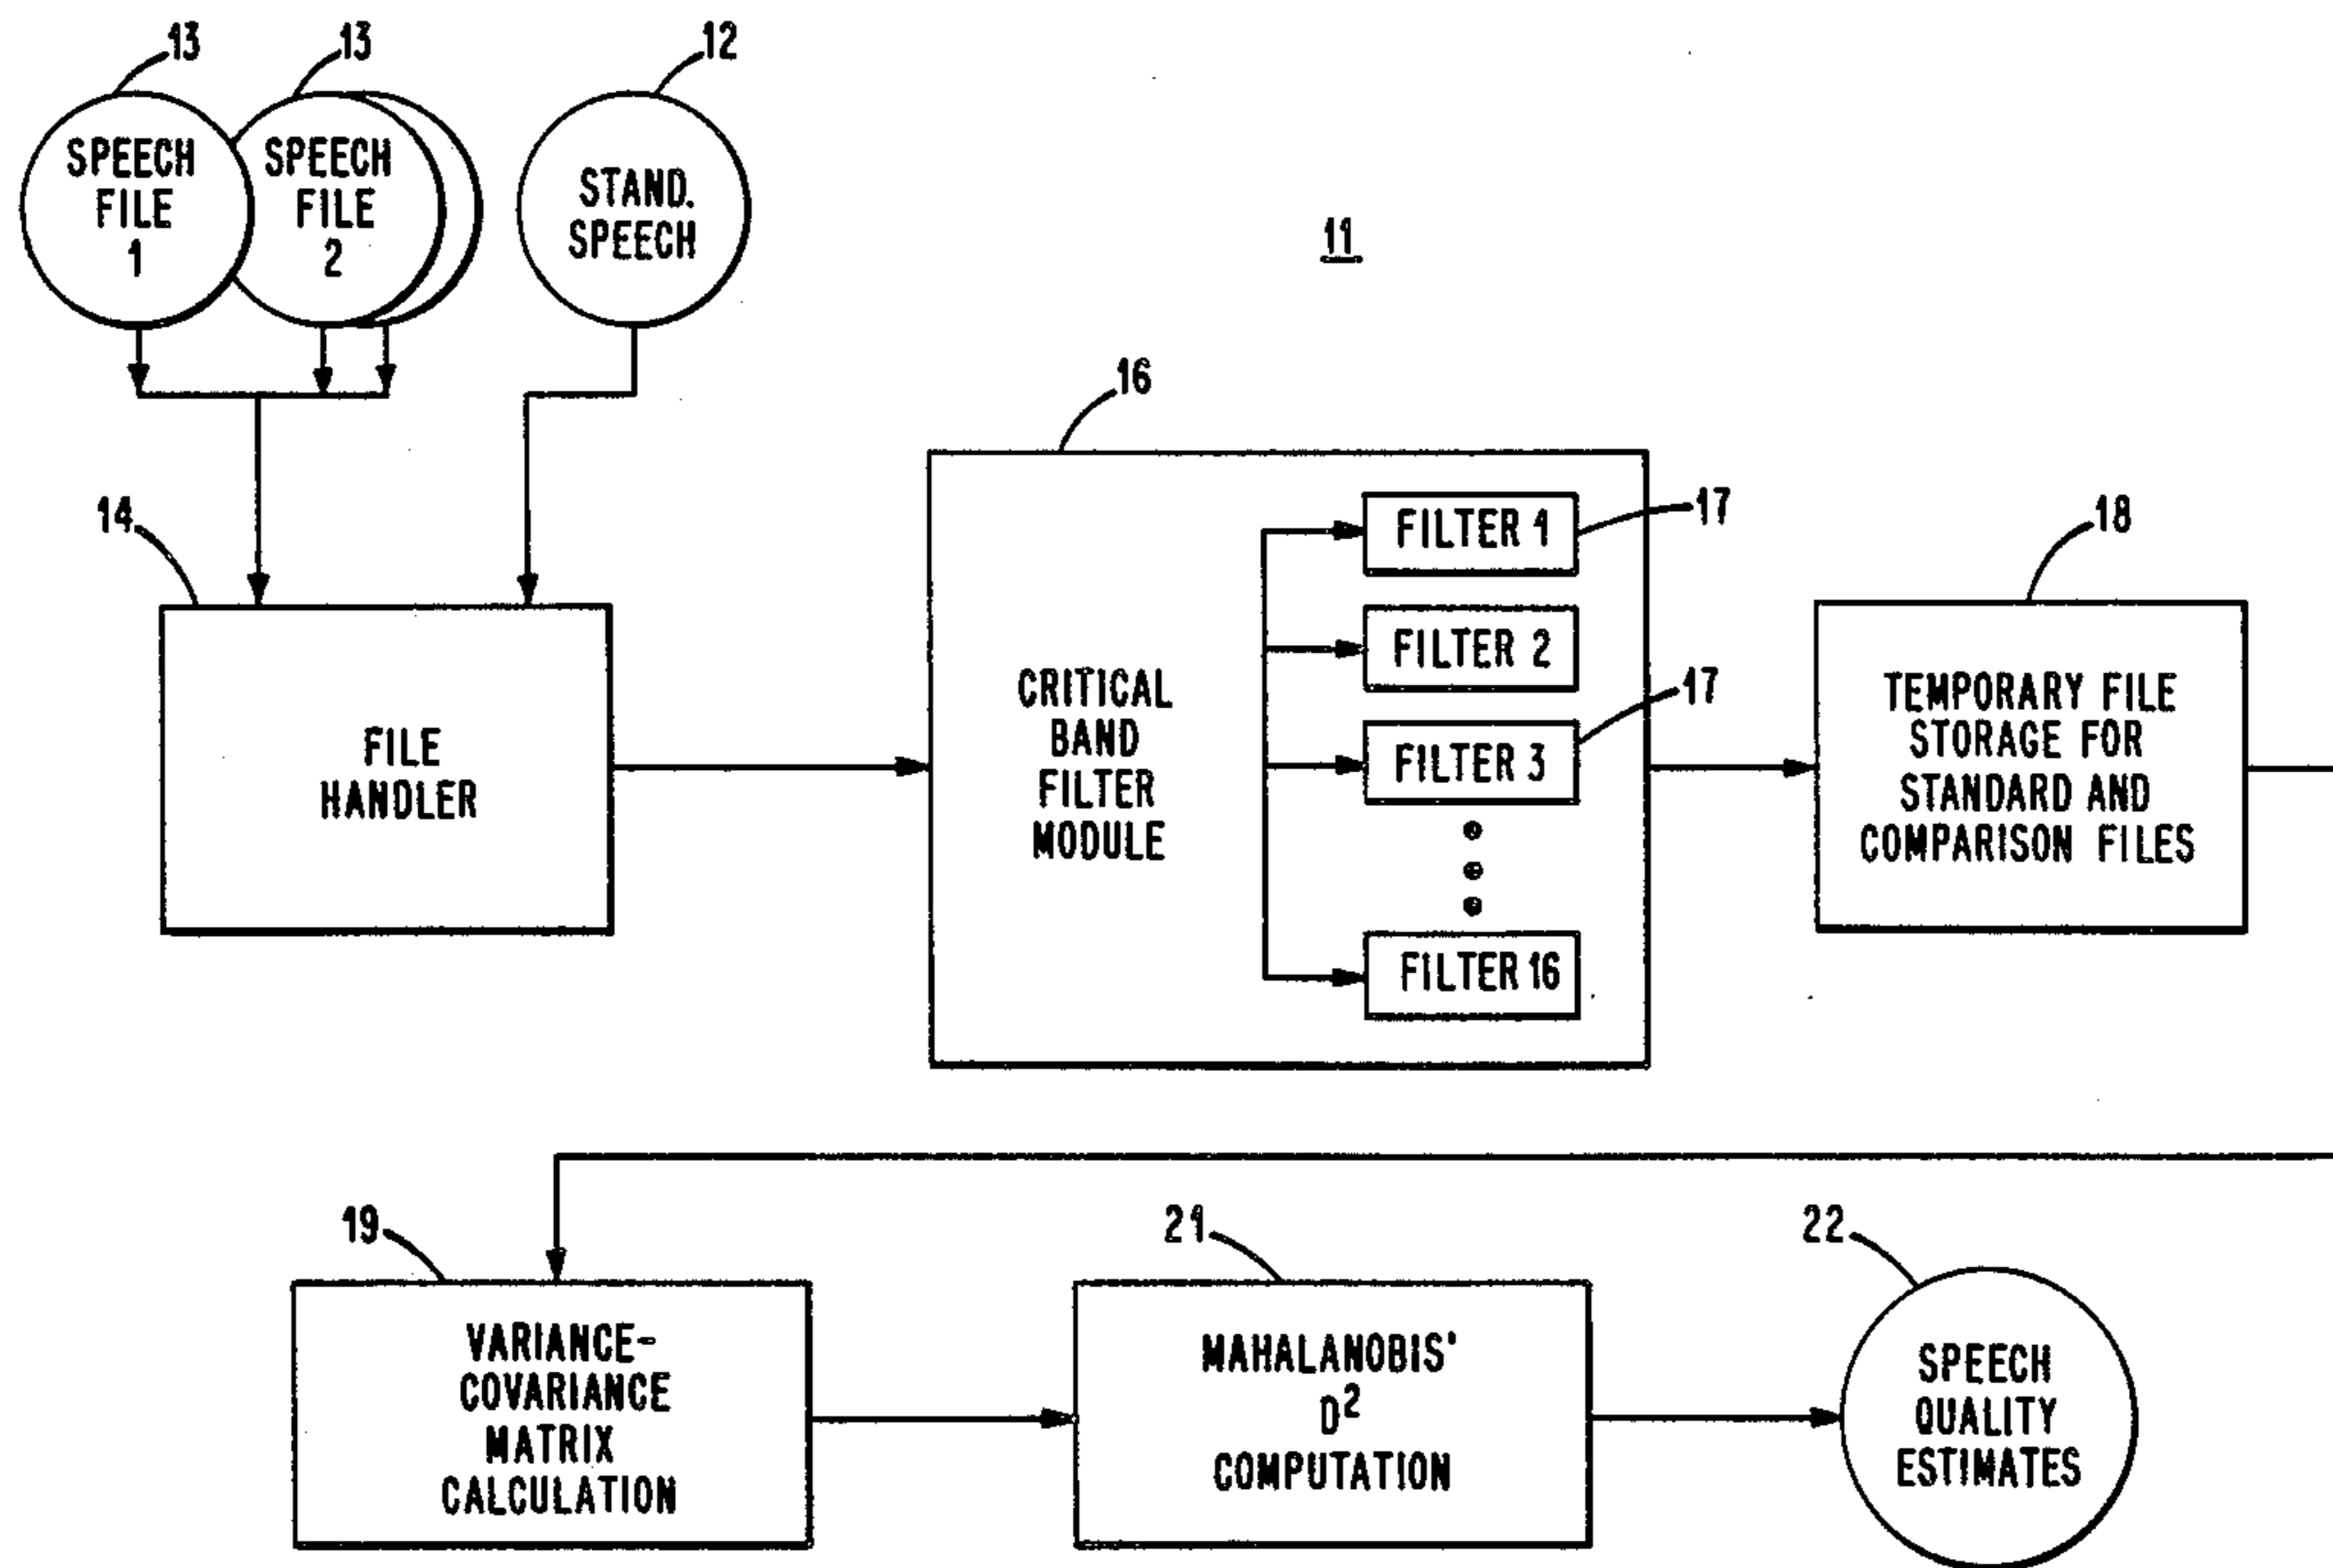 13
13
12
SPEECH
FILE
1
SPEECH
FILE
2
STAND.
SPEECH
11
16
14
FILE
HANDLER
CRITICAL
BAND
FILTER
MODULE
FILTER 1
17
FILTER 2
FILTER 3
17
FILTER 16
18
TEMPORARY FILE
STORAGE FOR
STANDARD AND
COMPARISON FILES
19
VARIANCE-
COVARIANCE
MATRIX
CALCULATION
21
MAHALANOBIS'
D²
COMPUTATION
22
SPEECH
QUALITY
ESTIMATES